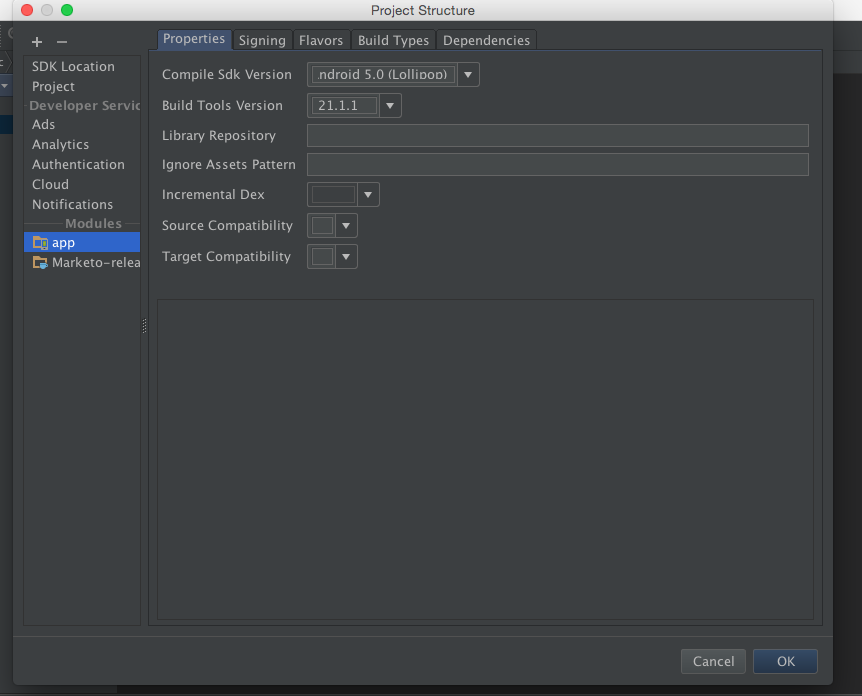 Project Structure
+ −
SDK Location
Project
Developer Servic
Ads
Analytics
Authentication
Cloud
Notifications
Modules
app
Marketo-relea
Properties Signing Flavors Build Types Dependencies
Compile Sdk Version ndroid 5.0 (Lollipop)
Build Tools Version 21.1.1
Library Repository
Ignore Assets Pattern
Incremental Dex
Source Compatibility
Target Compatibility
Cancel OK